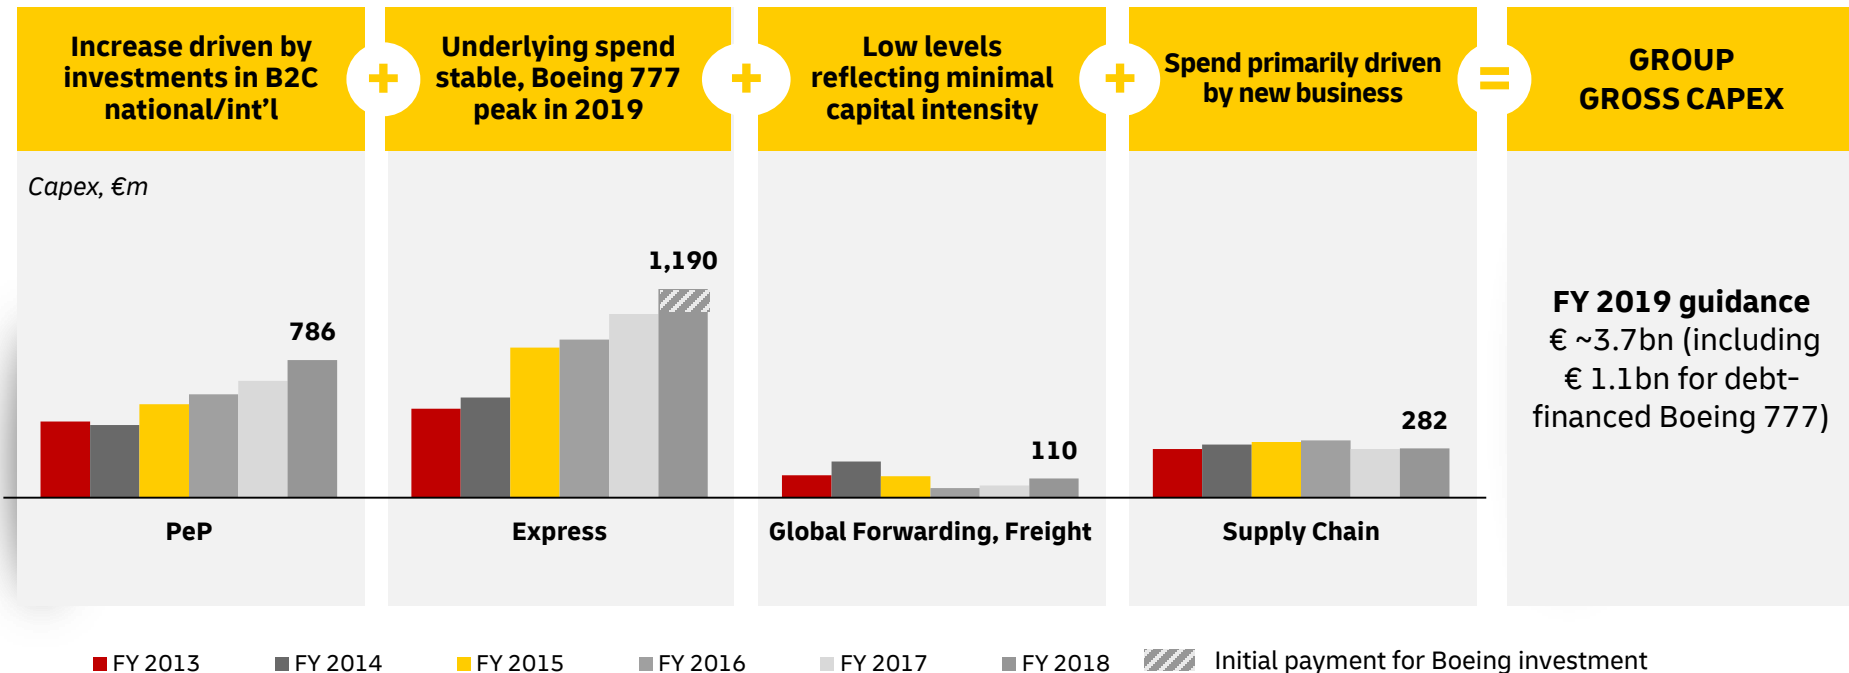 Increase driven by
investments in B2C
national/int'l
+
Underlying spend
stable, Boeing 777
peak in 2019
+
Low levels
reflecting minimal
capital intensity
+
Spend primarily driven
by new business
=
GROUP
GROSS CAPEX
Capex, €m
786
1,190
110
282
PeP
Express
Global Forwarding, Freight
Supply Chain
FY 2019 guidance
€ ~3.7bn (including
€ 1.1bn for debt-
financed Boeing 777)
FY 2013
FY 2014
FY 2015
FY 2016
FY 2017
FY 2018
Initial payment for Boeing investment